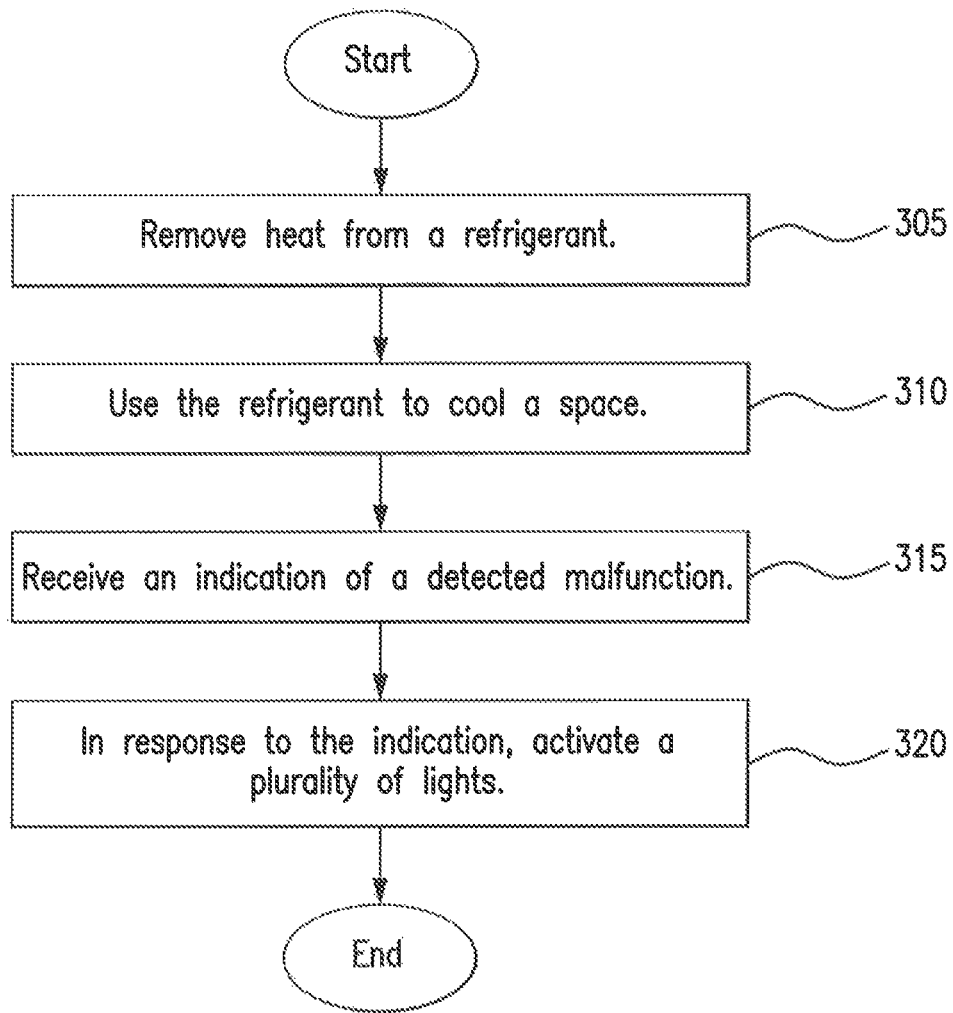 Start
Remove heat from a refrigerant.
305
Use the refrigerant to cool a space.
310
Receive an indication of a detected malfunction.
315
In response to the indication, activate a
plurality of lights.
320
End